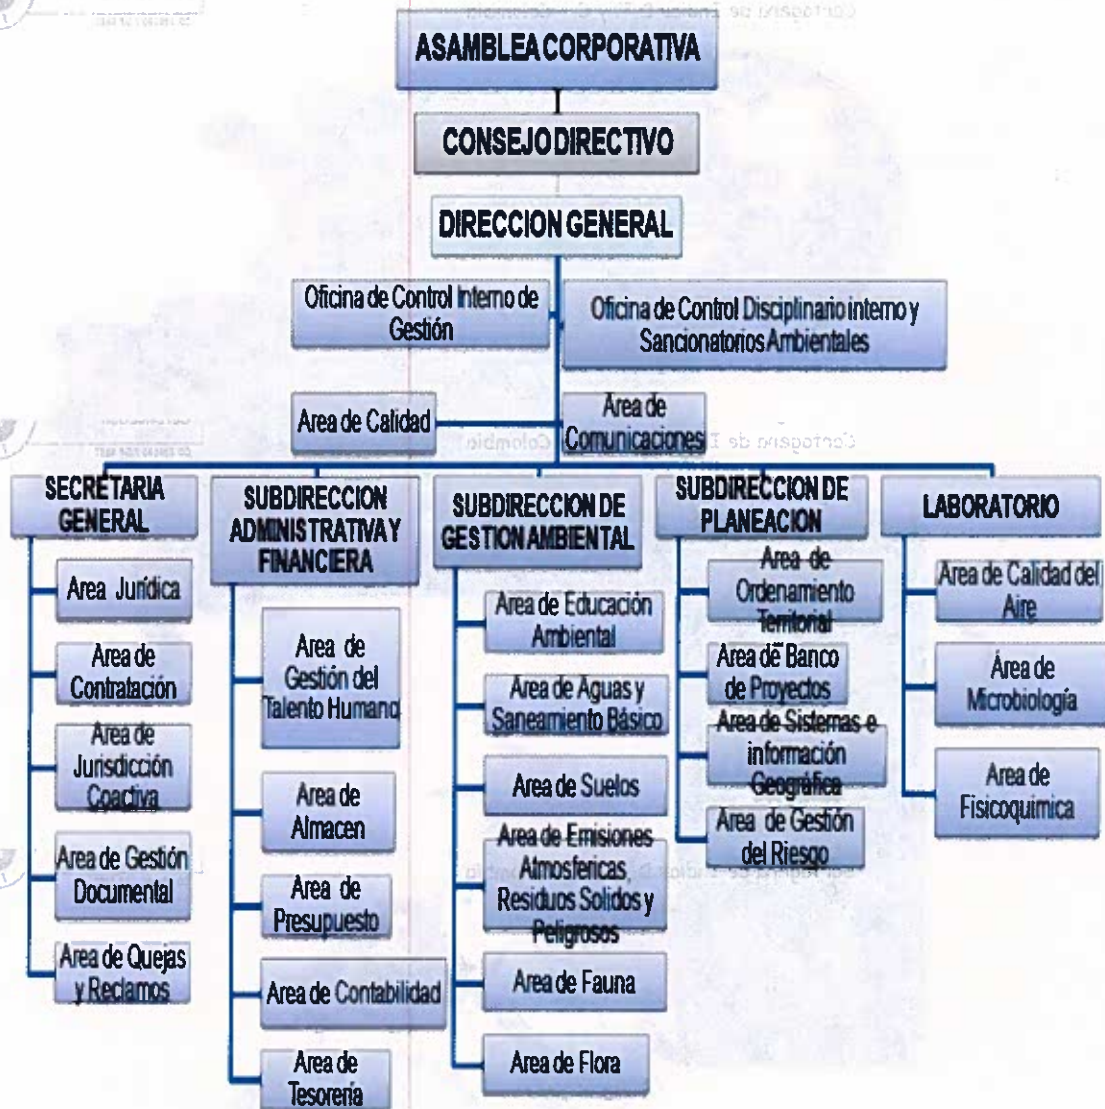 ASAMBLEA CORPORATIVA
CONSEJO DIRECTIVO
DIRECCION GENERAL
Oficina de Control Interno de
Gestión
Oficina de Control Disciplinario interno y
Sancionatorios Ambientales
Area de Calidad
Area de
Comunicaciones
SECRETARIA
GENERAL
Area Jurídica
Area de
Contratación
Area de
Jurisdicción
Coactiva
Area de Gestión
Documental
Area de Quejas
y Reclamos
SUBDIRECCION
ADMINISTRATIVA Y
FINANCIERA
Area de
Gestión del
Talento Humano
Area de
Almacen
Area de
Presupuesto
Area de Contabilidad
Area de
Tesorería
SUBDIRECCION DE
GESTION AMBIENTAL
Area de Educación
Ambiental
Area de Aguas y
Saneamiento Básico
Area de Suelos
Area de Emisiones
Atmosfericas,
Residuos Solidos y
Peligrosos
Area de Fauna
Area de Flora
SUBDIRECCION DE
PLANEACION
Area de
Ordenamiento
Territorial
Area de Banco
de Proyectos
Area de Sistemas e
información
Geográfica
Area de Gestión
del Riesgo
LABORATORIO
Area de Calidad del
Aire
Área de
Microbiología
Area de
Fisicoquimica
Cartagena de
Colombia